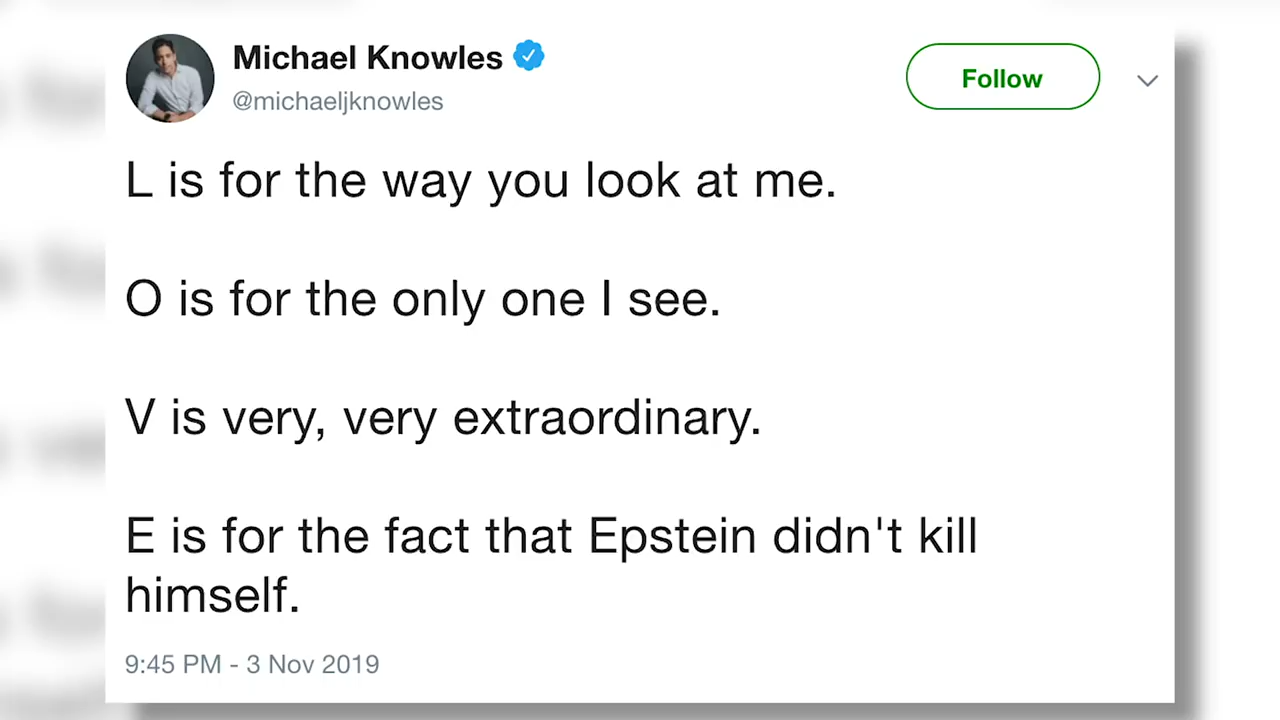 Michael Knowles
@michaeljknowles
Follow
L is for the way you look at me.
O is for the only one I see.
V is very, very extraordinary.
E is for the fact that Epstein didn't kill
himself.
9:45 PM - 3 Nov 2019